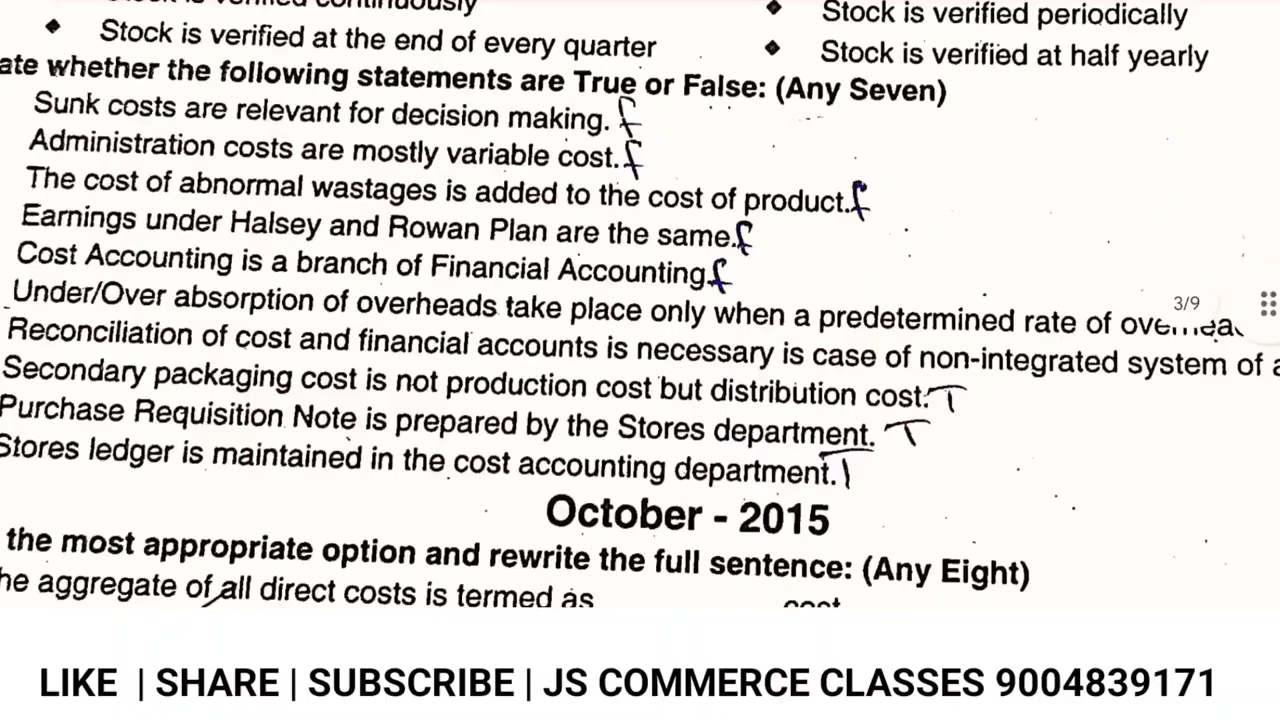 Stock is verified continuously
Stock is verified periodically
Stock is verified at the end of every quarter
Stock is verified at half yearly
ate whether the following statements are True or False: (Any Seven)
Sunk costs are relevant for decision making. f
Administration costs are mostly variable cost. f
The cost of abnormal wastages is added to the cost of product. f
Earnings under Halsey and Rowan Plan are the same. f
Cost Accounting is a branch of Financial Accounting f
Under/Over absorption of overheads take place only when a predetermined rate of
3/9
Reconciliation of cost and financial accounts is necessary is case of non-integrated system of a
Secondary packaging cost is not production cost but distribution cost. T
Purchase Requisition Note is prepared by the Stores department. T
Stores ledger is maintained in the cost accounting department. T
October - 2015
the most appropriate option and rewrite the full sentence: (Any Eight)
he aggregate of all direct costs is termed as cost
LIKE | SHARE | SUBSCRIBE | JS COMMERCE CLASSES 9004839171